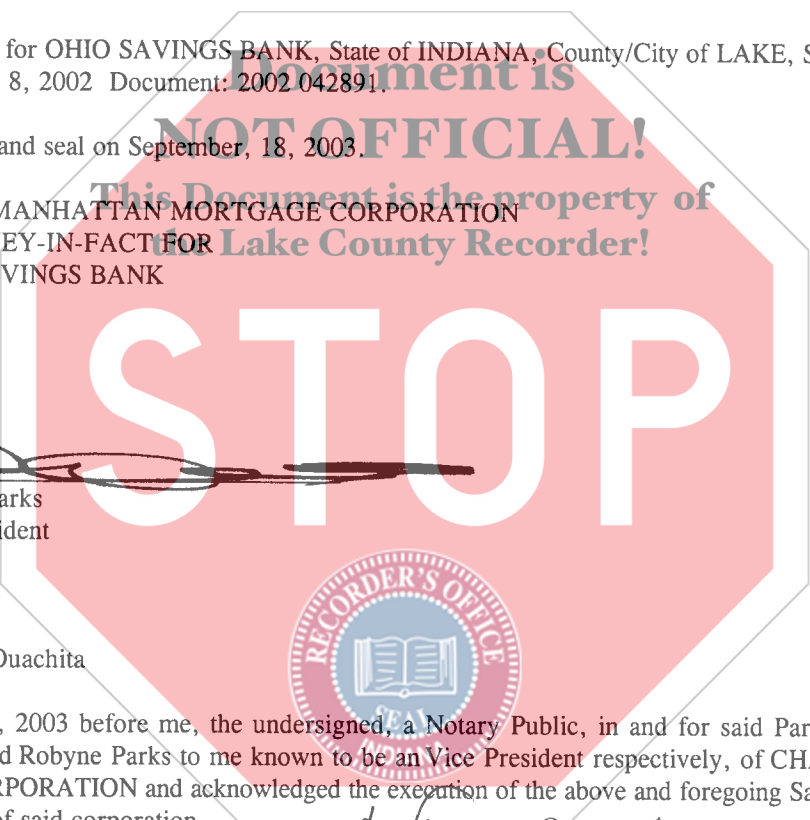 for OHIO SAVINGS BANK, State of INDIANA, County/City of LAKE, S
8, 2002 Document: 2002 042891.
Document is
and seal on September, 18, 2003.
NOT OFFICIAL!
This Document is the property of
MANHATTAN MORTGAGE CORPORATION
EY-IN-FACT FOR
the Lake County Recorder!
VINGS BANK
STOP
arks
ident
RECORDER'S OFFICE
SEAL
INDIANA
Ouachita
, 2003 before me, the undersigned, a Notary Public, in and for said Par
d Robyne Parks to me known to be an Vice President respectively, of CHA
RPORATION and acknowledged the execution of the above and foregoing Sa
of said corporation